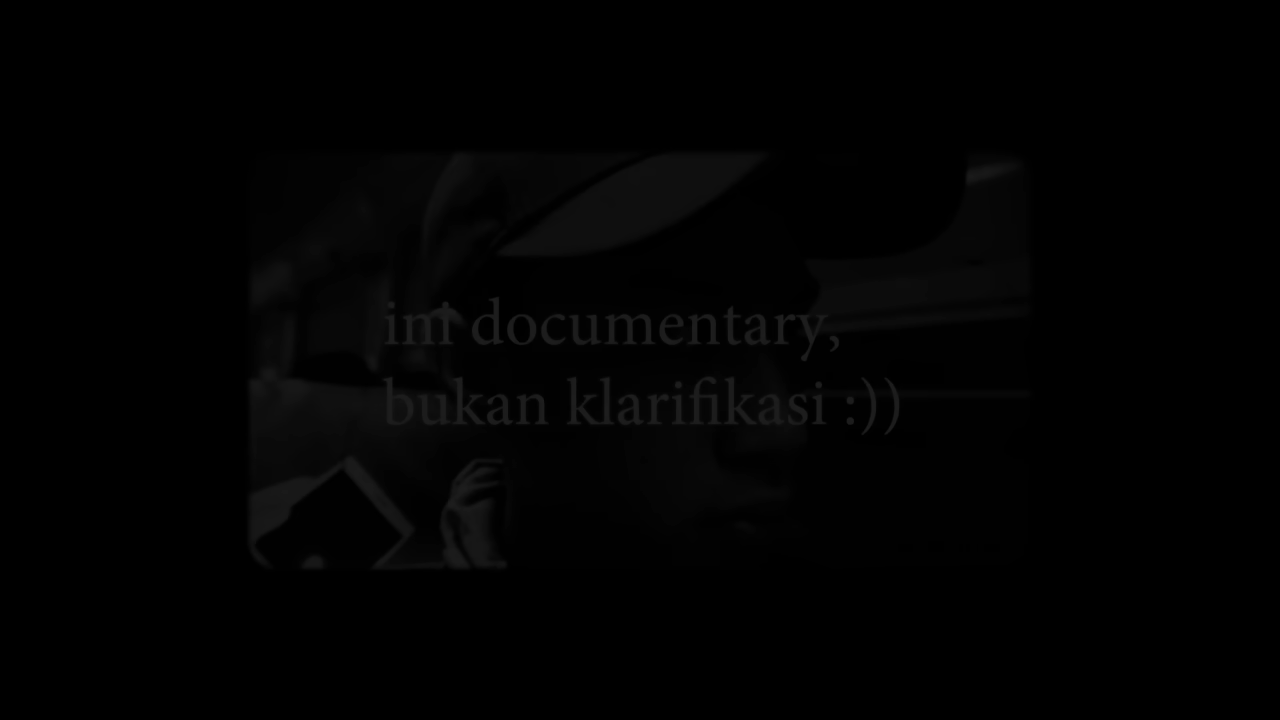 ini documentary,
bukan klarifikasi :))